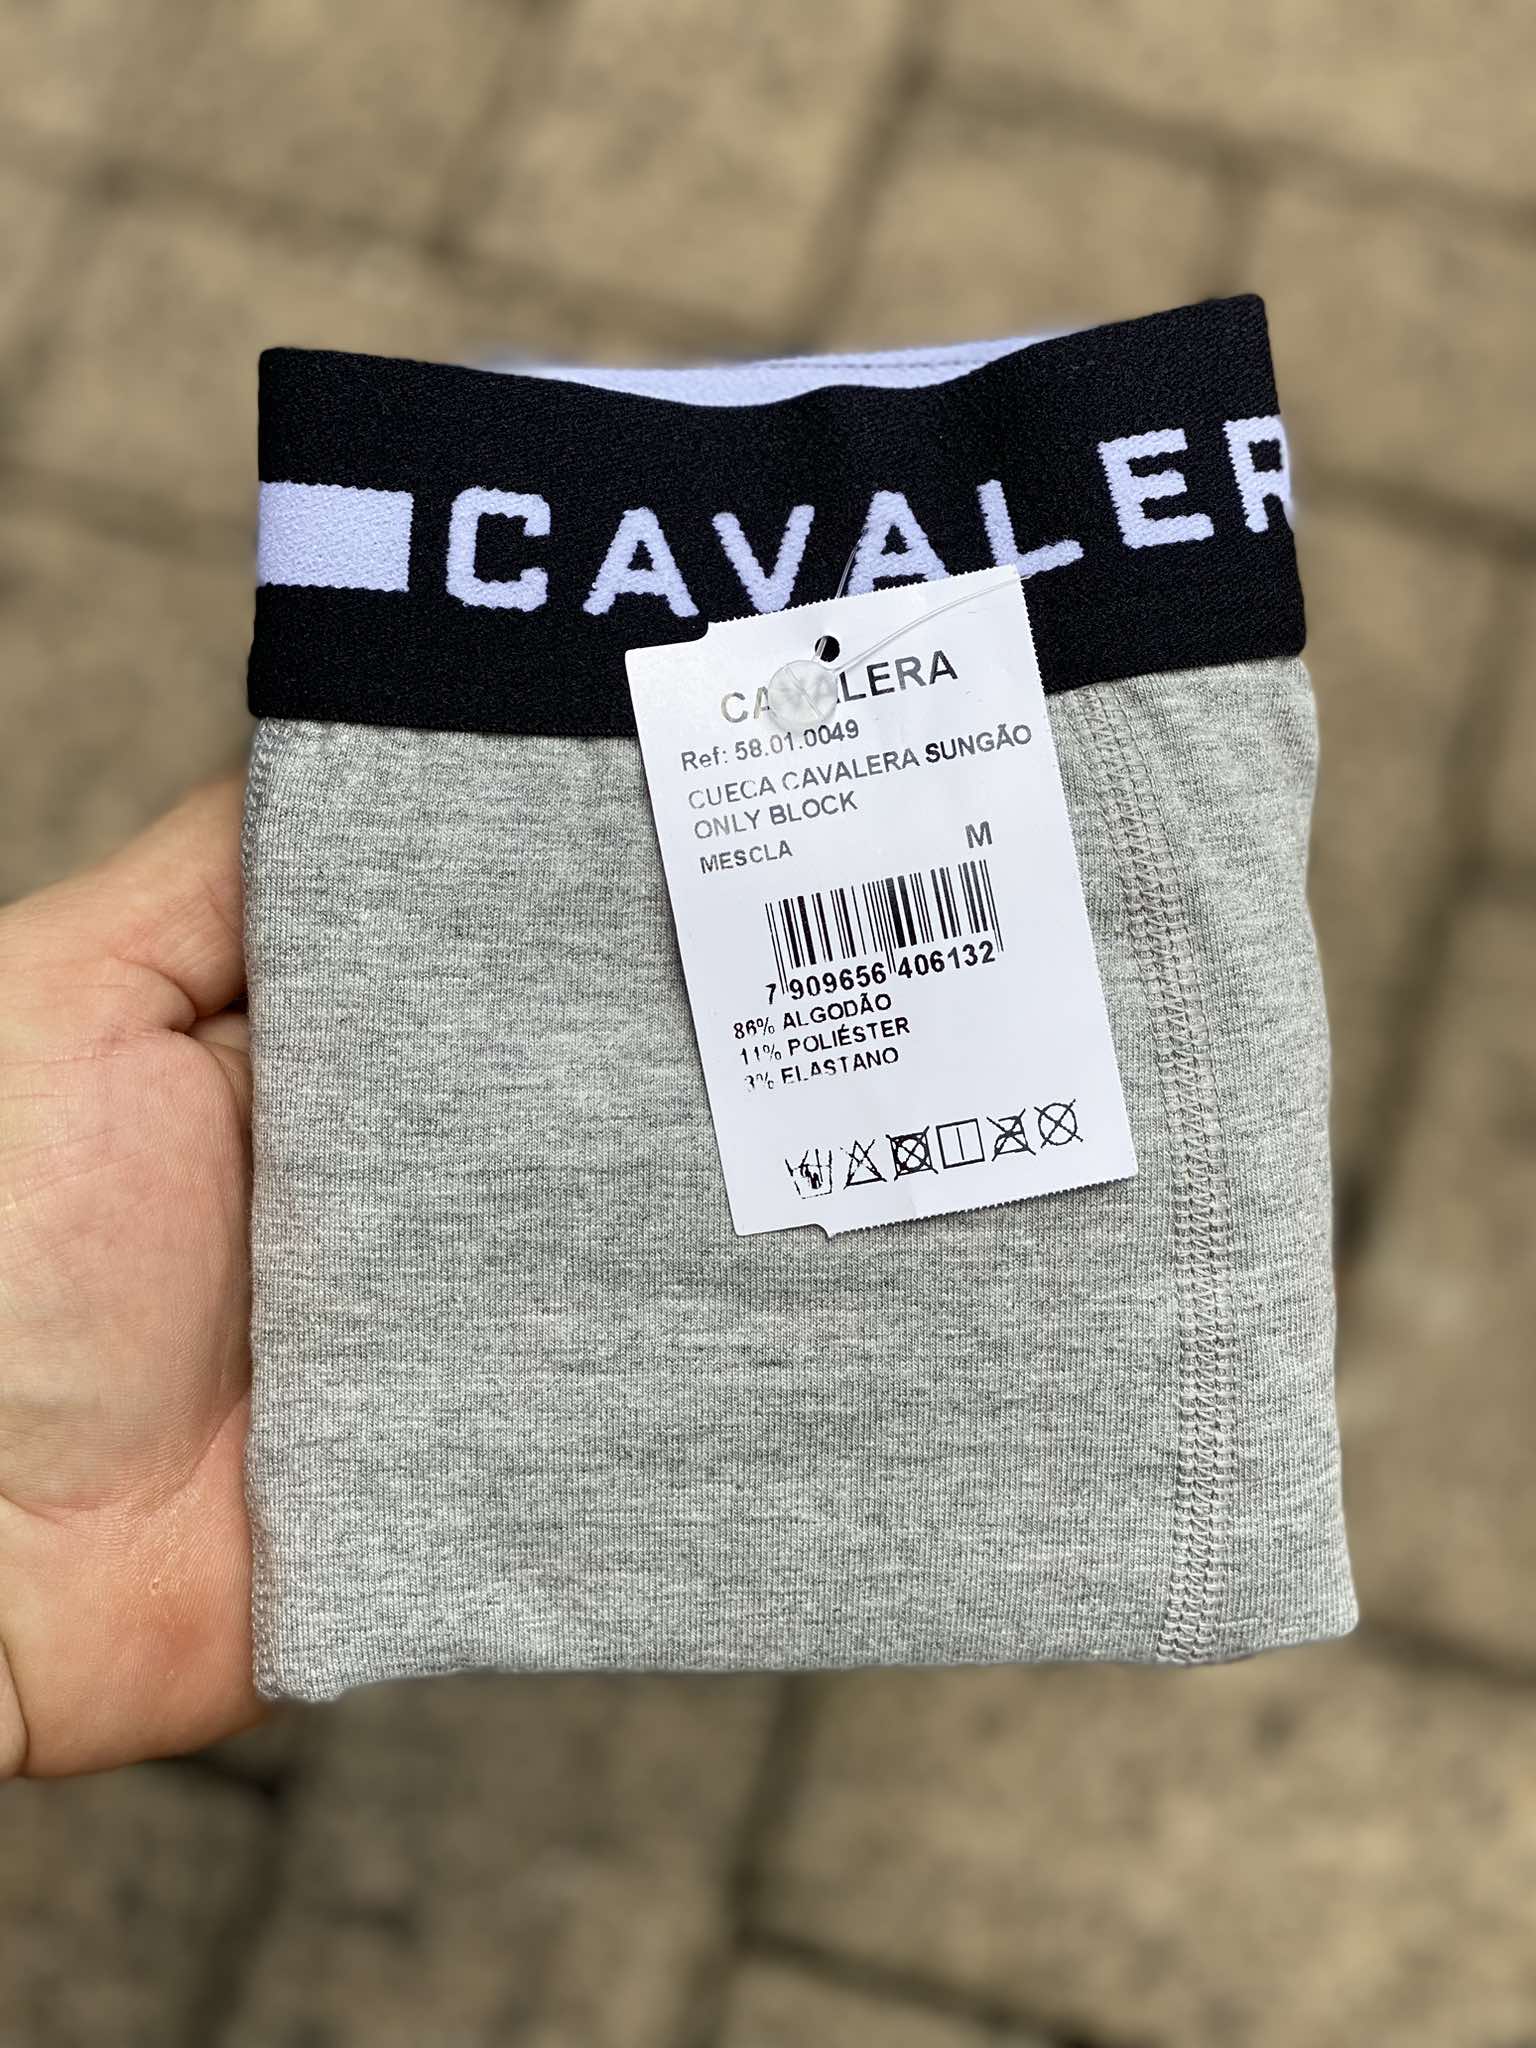 CAVALER
CAVALERA
Ref: 58.01.0049
CUECA CAVALERA SUNGÃO
ONLY BLOCK
MESCLA M
7 909656 406132
86% ALGODÃO
11% POLIÉSTER
3% ELASTANO